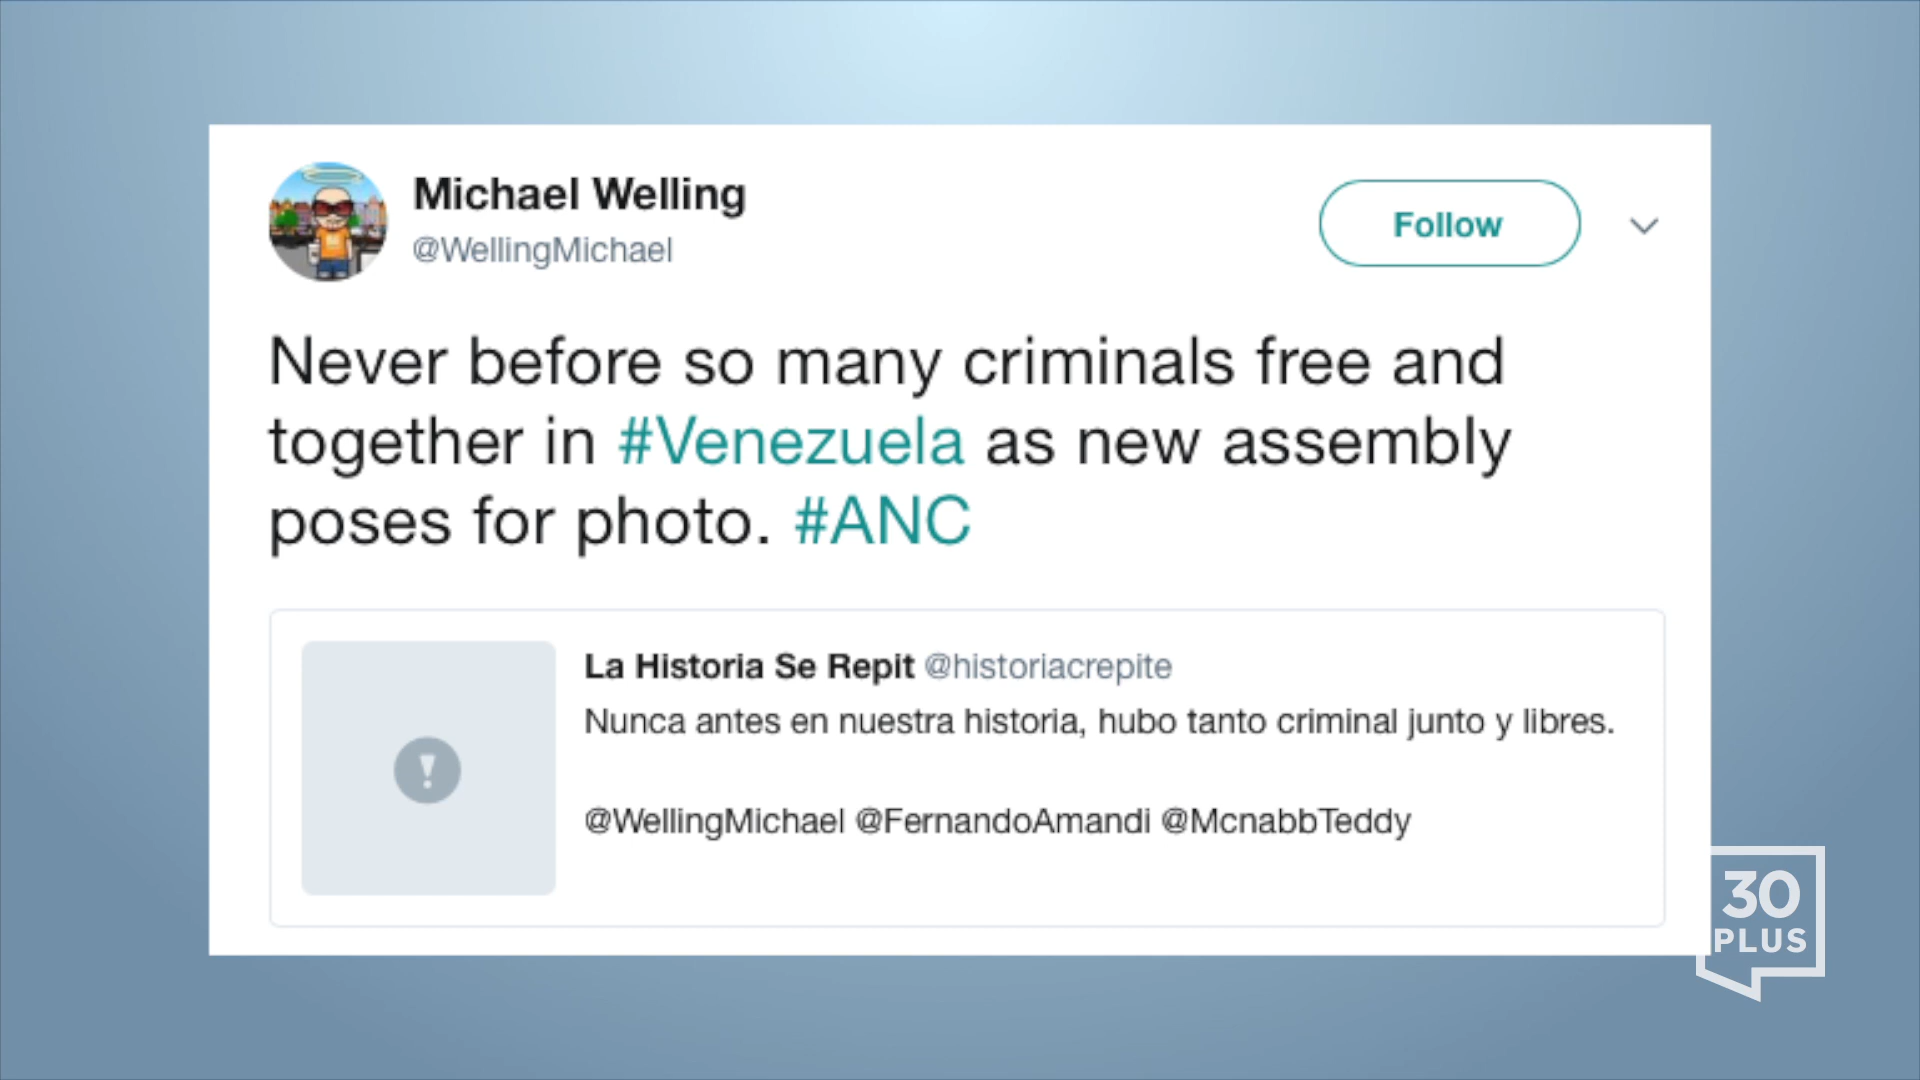 Michael Welling
@WellingMichael
Follow
Never before so many criminals free and
together in #Venezuela as new assembly
poses for photo. #ANC
La Historia Se Repit @historiacrepite
Nunca antes en nuestra historia, hubo tanto criminal junto y libres.
@WellingMichael @FernandoAmandi @McnabbTeddy
30
PLUS